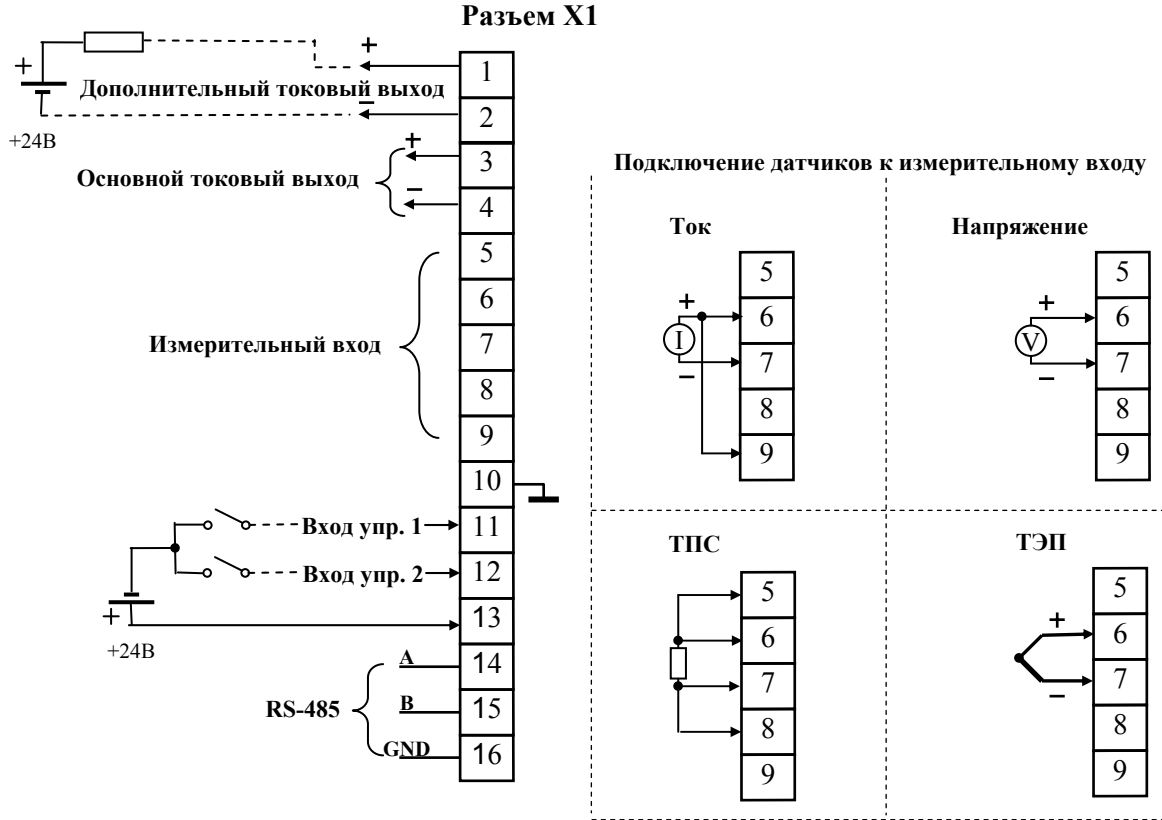 Разъем X1
+
+
1
Дополнительный токовый выход
−
2
+24В
+
3
Основной токовый выход
−
4
5
6
Измерительный вход
7
8
9
10
Вход упр. 1
11
Вход упр. 2
12
+
13
+24В
A
14
RS-485
B
15
GND
16
Подключение датчиков к измерительному входу
Ток
5
+
6
I
7
−
8
9
Напряжение
5
+
6
V
7
−
8
9
ТПС
5
6
7
8
9
ТЭП
5
+
6
7
−
8
9